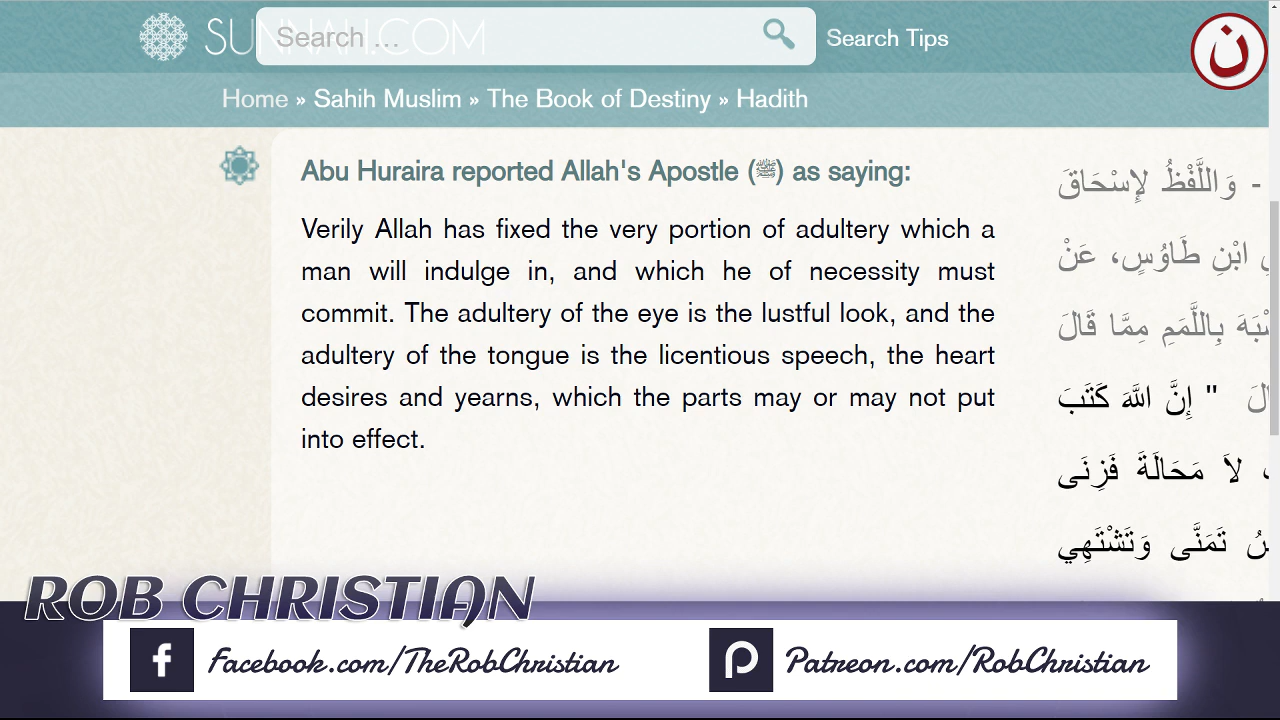 SUNNAH.COM
Search ...
Search Tips
ن
Home » Sahih Muslim » The Book of Destiny » Hadith
Abu Huraira reported Allah's Apostle (ﷺ) as saying:
Verily Allah has fixed the very portion of adultery which a
man will indulge in, and which he of necessity must
commit. The adultery of the eye is the lustful look, and the
adultery of the tongue is the licentious speech, the heart
desires and yearns, which the parts may or may not put
into effect.
- وَاللَّفْظُ لإِسْحَاقَ
ابْنِ طَاوُسٍ، عَنْ
بِاللَّمَمِ مِمَّا قَالَ
" إِنَّ اللَّهَ كَتَبَ
لاَ مَحَالَةَ فَزِنَى
تَمَنَّى وَتَشْتَهِي
ROB CHRISTIAN
Facebook.com/TheRobChristian
Patreon.com/RobChristian